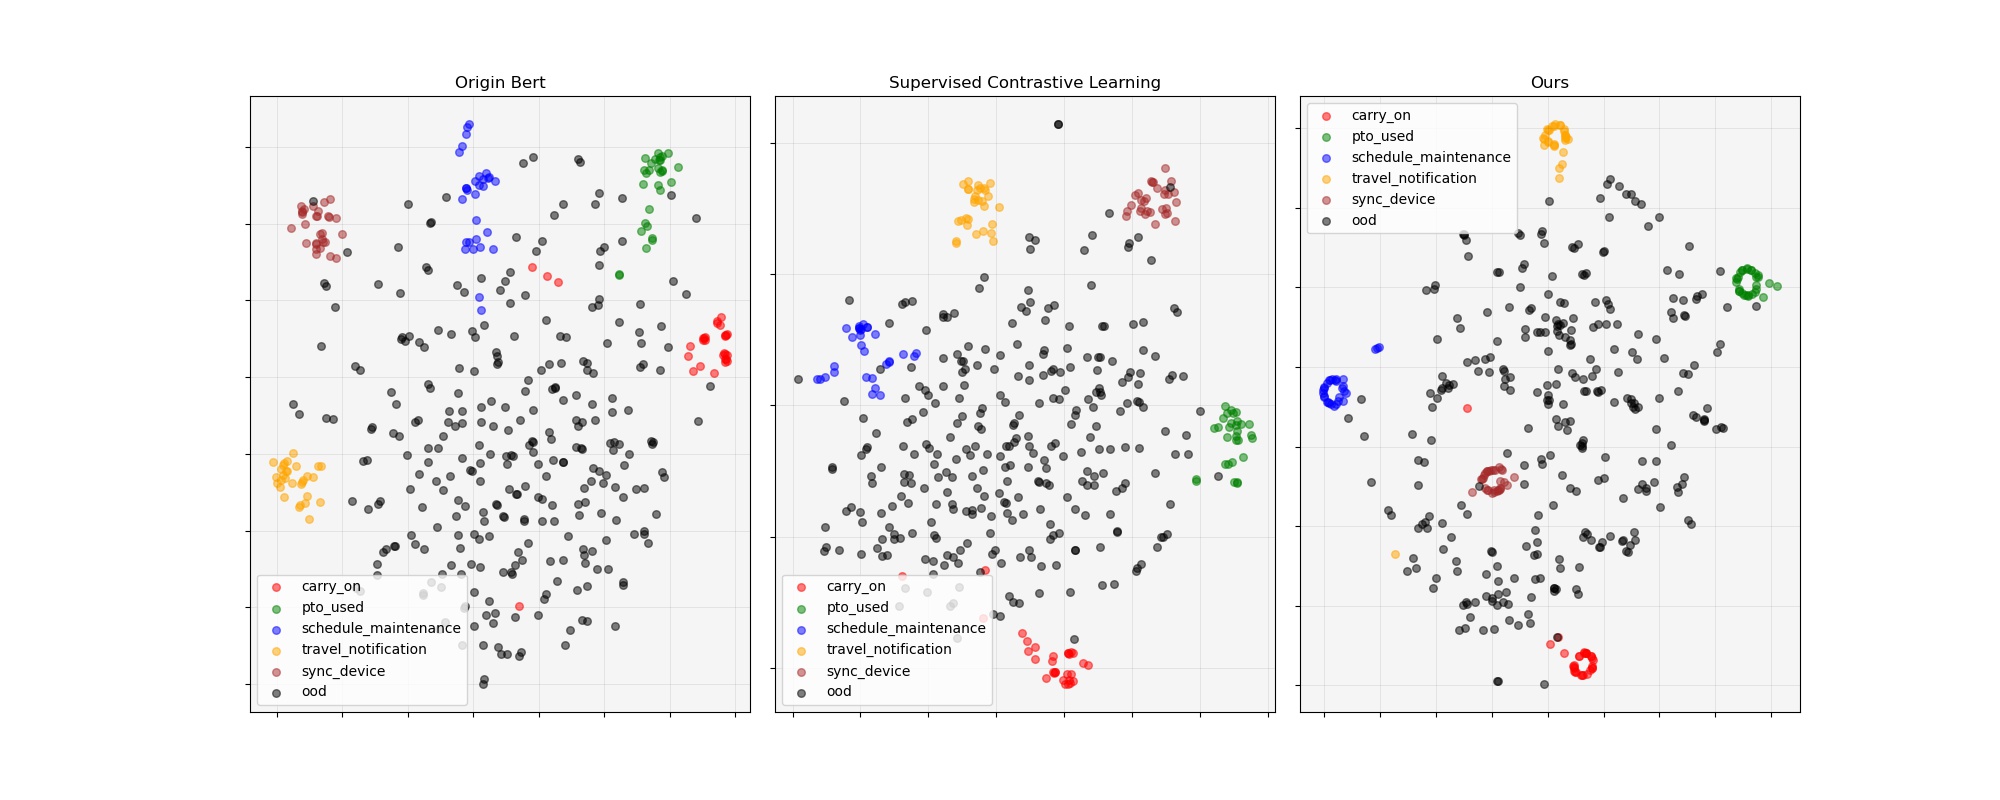 Origin Bert
carry_on
pto_used
schedule_maintenance
travel_notification
sync_device
ood
Supervised Contrastive Learning
carry_on
pto_used
schedule_maintenance
travel_notification
sync_device
ood
Ours
carry_on
pto_used
schedule_maintenance
travel_notification
sync_device
ood